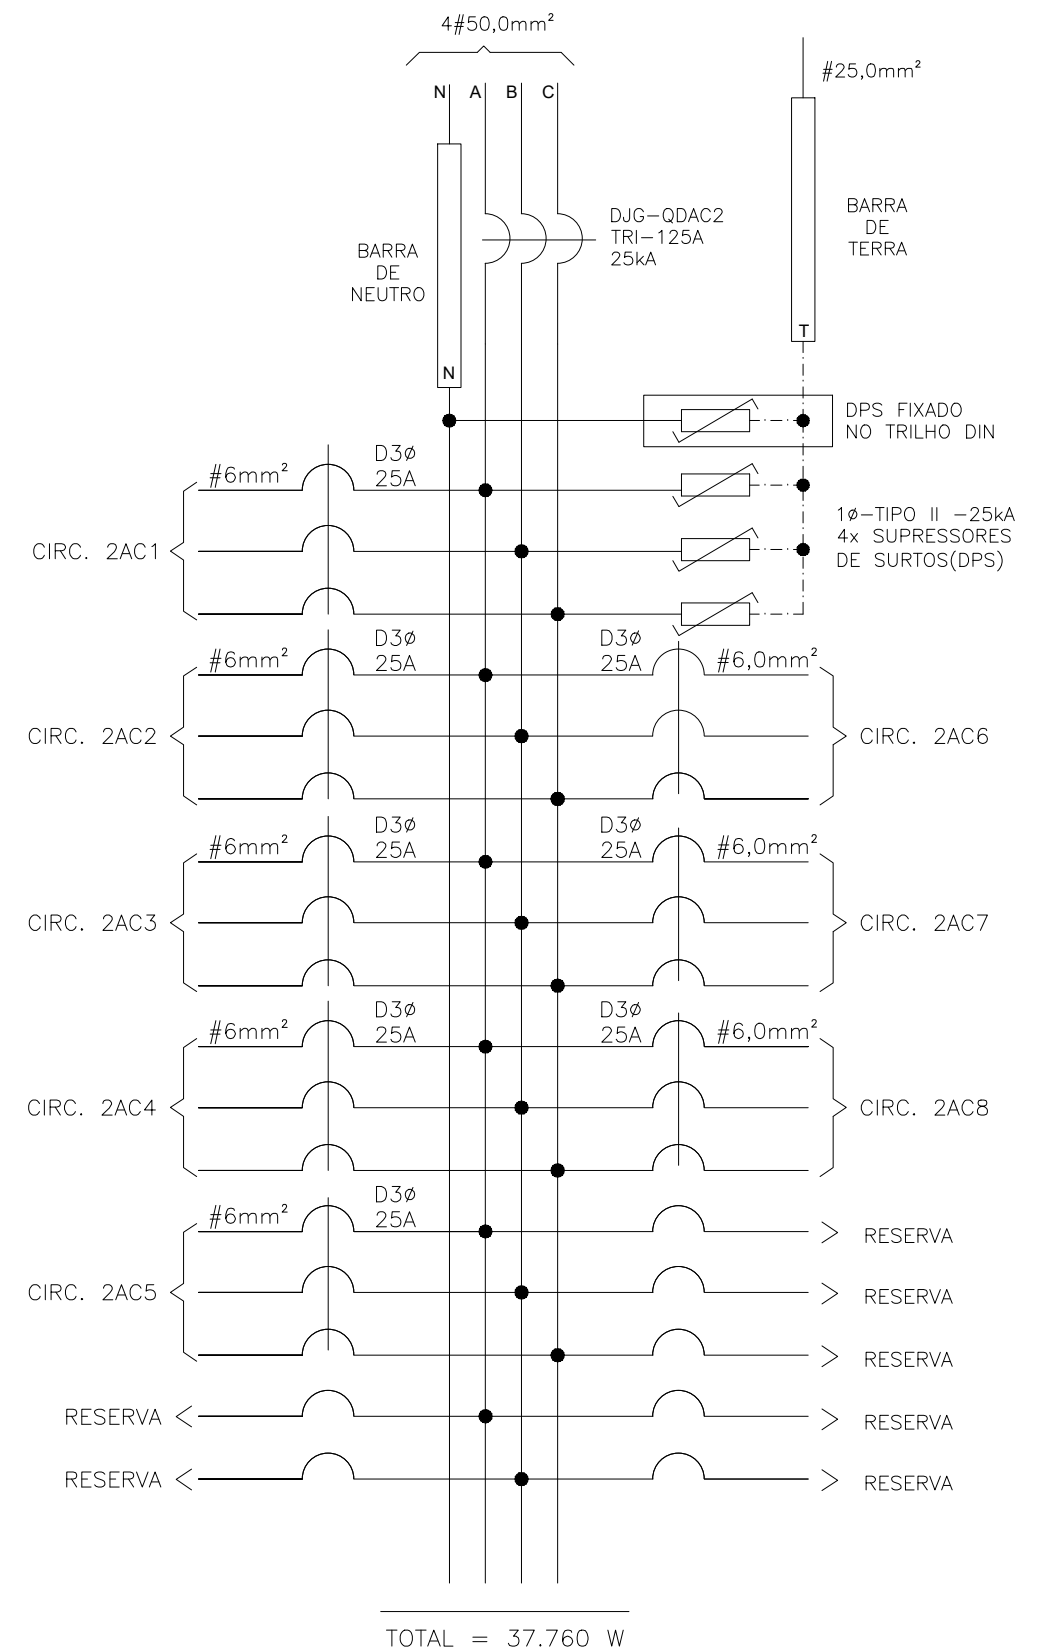 4#50,0mm²
#25,0mm²
N A B C
DJG-QDAC2
TRI-125A
25kA
BARRA
DE
TERRA
BARRA
DE
NEUTRO
T
N
DPS FIXADO
NO TRILHO DIN
#6mm²
D3ø
25A
CIRC. 2AC1
1ø-TIPO II -25kA
4x SUPRESSORES
DE SURTOS(DPS)
#6mm²
D3ø
25A
D3ø
25A
#6,0mm²
CIRC. 2AC2
CIRC. 2AC6
#6mm²
D3ø
25A
D3ø
25A
#6,0mm²
CIRC. 2AC3
CIRC. 2AC7
#6mm²
D3ø
25A
D3ø
25A
#6,0mm²
CIRC. 2AC4
CIRC. 2AC8
#6mm²
D3ø
25A
RESERVA
CIRC. 2AC5
RESERVA
RESERVA
RESERVA
RESERVA
RESERVA
RESERVA
TOTAL = 37.760 W